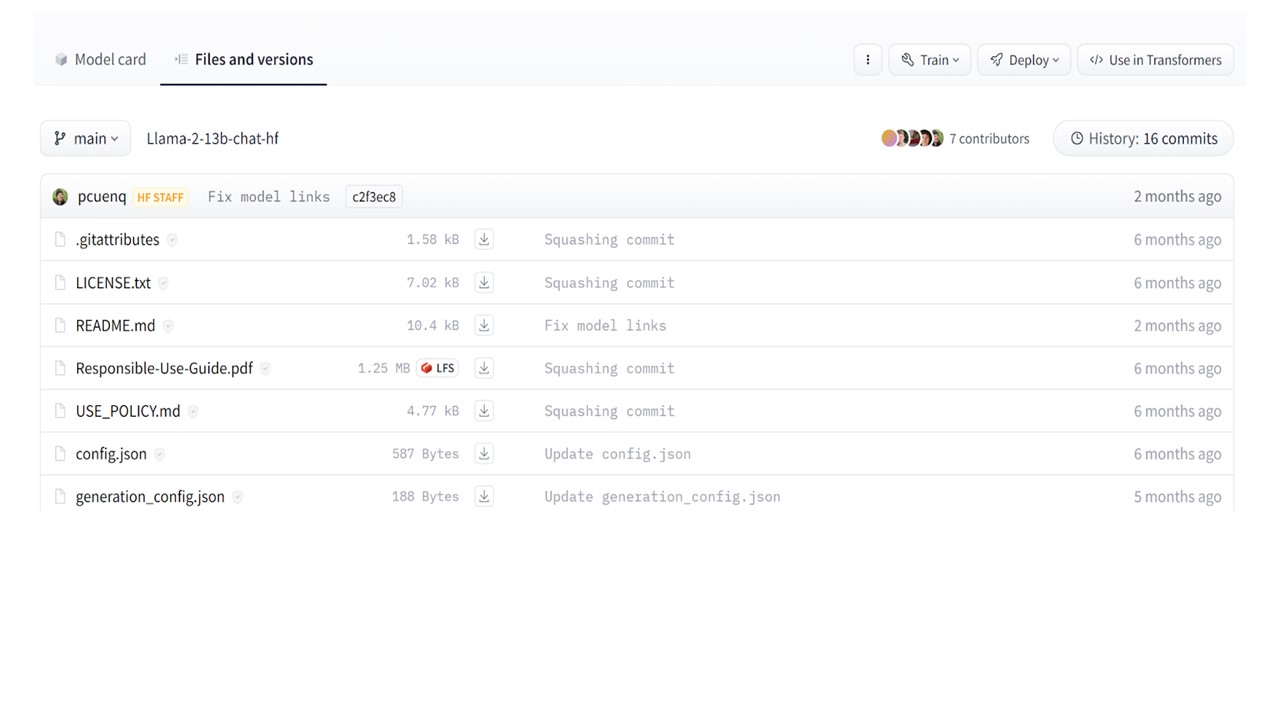 Model card Files and versions Train Deploy </> Use in Transformers
main Llama-2-13b-chat-hf 7 contributors History: 16 commits
pcuenq HF STAFF Fix model links c2f3ec8 2 months ago
.gitattributes 1.58 kB Squashing commit 6 months ago
LICENSE.txt 7.02 kB Squashing commit 6 months ago
README.md 10.4 kB Fix model links 2 months ago
Responsible-Use-Guide.pdf 1.25 MB LFS Squashing commit 6 months ago
USE_POLICY.md 4.77 kB Squashing commit 6 months ago
config.json 587 Bytes Update config.json 6 months ago
generation_config.json 188 Bytes Update generation_config.json 5 months ago